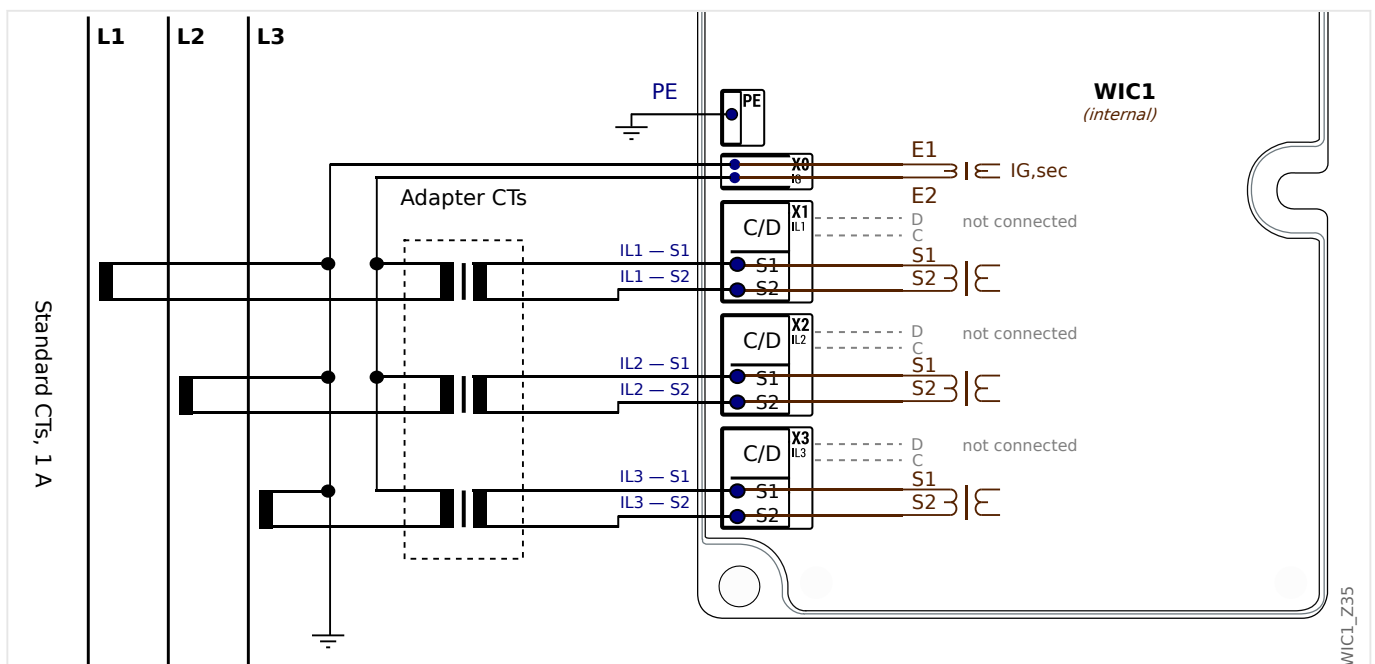 L1
L2
L3
WIC1
(internal)
PE
PE
X0
IG
E1
IG,sec
E2
Adapter CTs
C/D
X1
IL1
D
C
not connected
IL1 — S1
S1
S1
IL1 — S2
S2
S2
C/D
X2
IL2
D
C
not connected
IL2 — S1
S1
S1
IL2 — S2
S2
S2
C/D
X3
IL3
D
C
not connected
IL3 — S1
S1
S1
IL3 — S2
S2
S2
Standard CTs, 1 A
WIC1_Z35